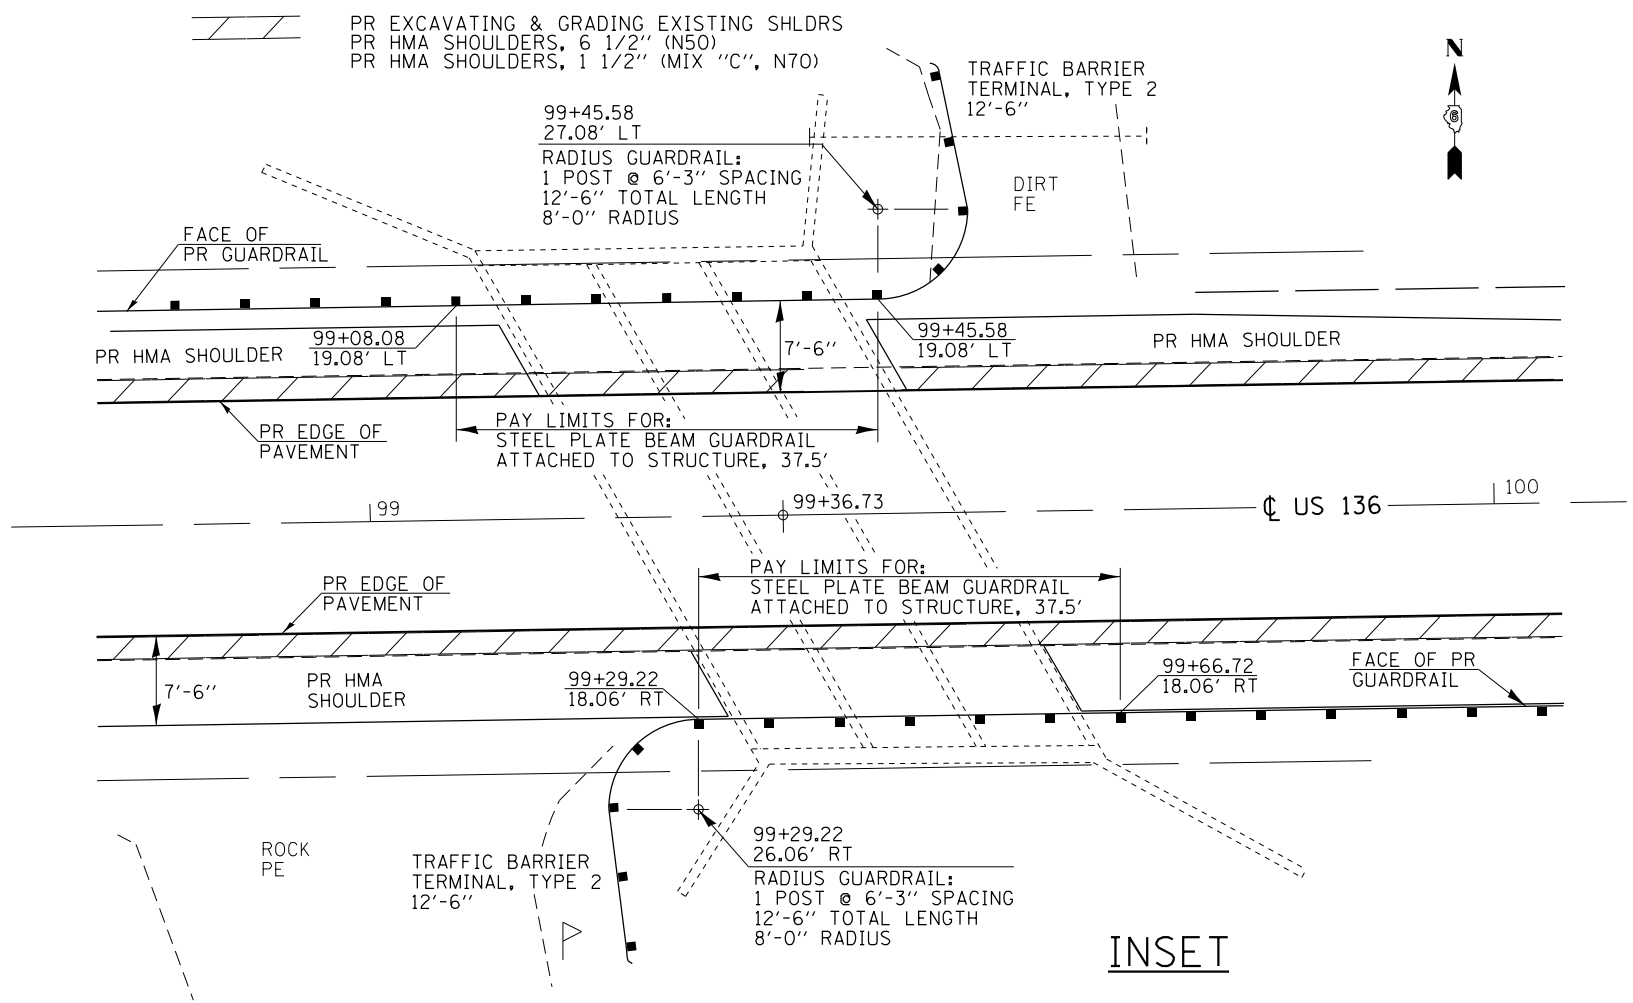 PR EXCAVATING & GRADING EXISTING SHLDRS
PR HMA SHOULDERS, 6 1/2" (N50)
PR HMA SHOULDERS, 1 1/2" (MIX "C", N70)
N
6
TRAFFIC BARRIER
TERMINAL, TYPE 2
12'-6"
99+45.58
27.08' LT
RADIUS GUARDRAIL:
1 POST @ 6'-3" SPACING
12'-6" TOTAL LENGTH
8'-0" RADIUS
DIRT
FE
FACE OF
PR GUARDRAIL
99+08.08
19.08' LT
PR HMA SHOULDER
7'-6"
99+45.58
19.08' LT
PR HMA SHOULDER
PR EDGE OF
PAVEMENT
PAY LIMITS FOR:
STEEL PLATE BEAM GUARDRAIL
ATTACHED TO STRUCTURE, 37.5'
99
99+36.73
℄ US 136
100
PR EDGE OF
PAVEMENT
PAY LIMITS FOR:
STEEL PLATE BEAM GUARDRAIL
ATTACHED TO STRUCTURE, 37.5'
7'-6"
PR HMA
SHOULDER
99+29.22
18.06' RT
99+66.72
18.06' RT
FACE OF PR
GUARDRAIL
ROCK
PE
TRAFFIC BARRIER
TERMINAL, TYPE 2
12'-6"
99+29.22
26.06' RT
RADIUS GUARDRAIL:
1 POST @ 6'-3" SPACING
12'-6" TOTAL LENGTH
8'-0" RADIUS
INSET